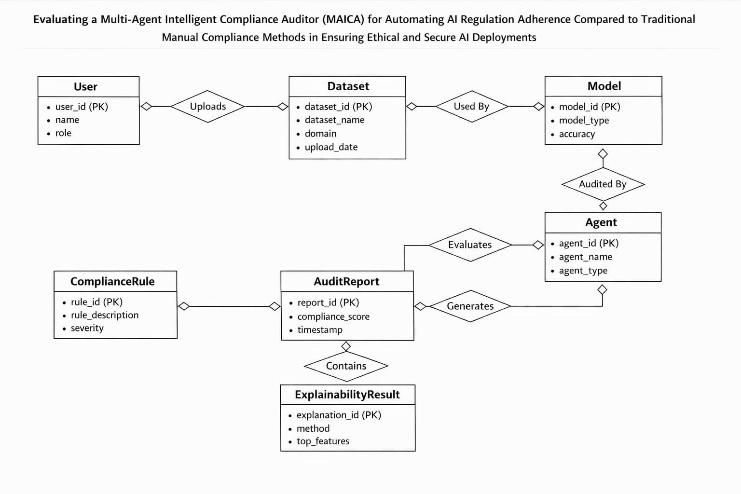 Evaluating a Multi-Agent Intelligent Compliance Auditor (MAICA) for Automating AI Regulation Adherence Compared to Traditional
Manual Compliance Methods in Ensuring Ethical and Secure AI Deployments
User
• user_id (PK)
• name
• role
Uploads
Dataset
• dataset_id (PK)
• dataset_name
• domain
• upload_date
Used By
Model
• model_id (PK)
• model_type
• accuracy
Audited By
Agent
• agent_id (PK)
• agent_name
• agent_type
Evaluates
ComplianceRule
• rule_id (PK)
• rule_description
• severity
AuditReport
• report_id (PK)
• compliance_score
• timestamp
Generates
Contains
ExplainabilityResult
• explanation_id (PK)
• method
• top_features